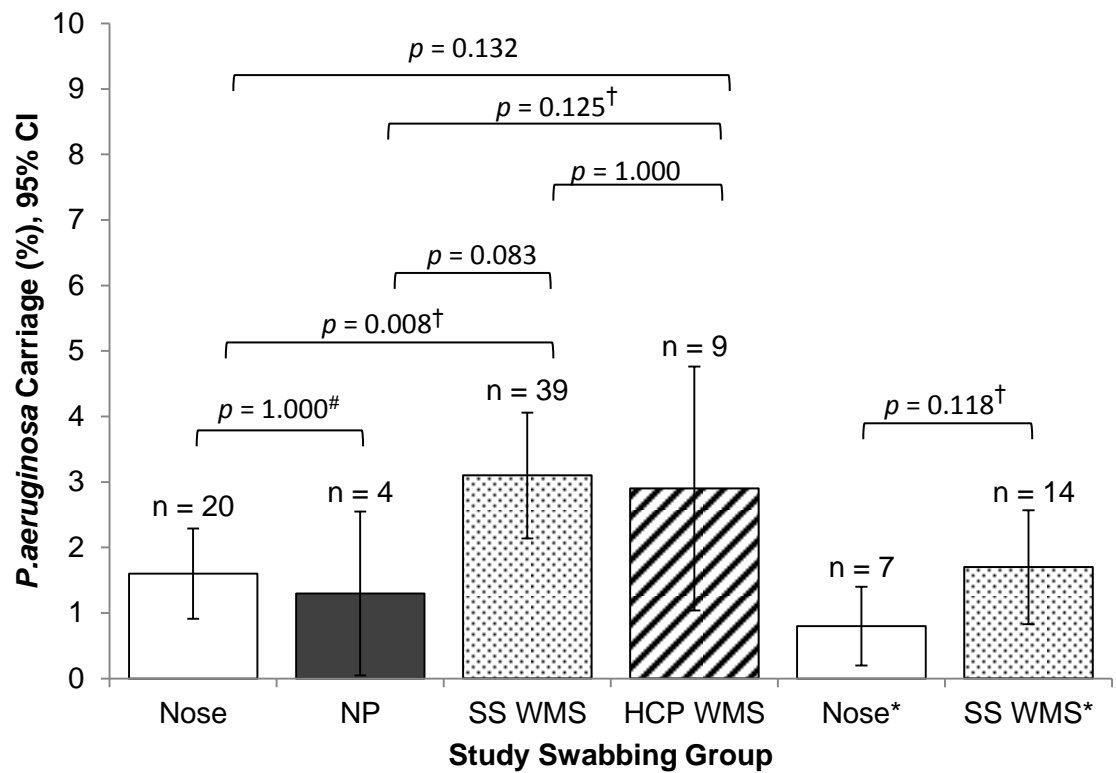 P.aeruginosa Carriage (%), 95% CI
10
9
8
7
6
5
4
3
2
1
0
p = 0.132
p = 0.125†
p = 1.000
p = 0.083
p = 0.008†
p = 1.000#
p = 0.118†
n = 20
n = 4
n = 39
n = 9
n = 7
n = 14
Nose NP SS WMS HCP WMS Nose* SS WMS*
Study Swabbing Group